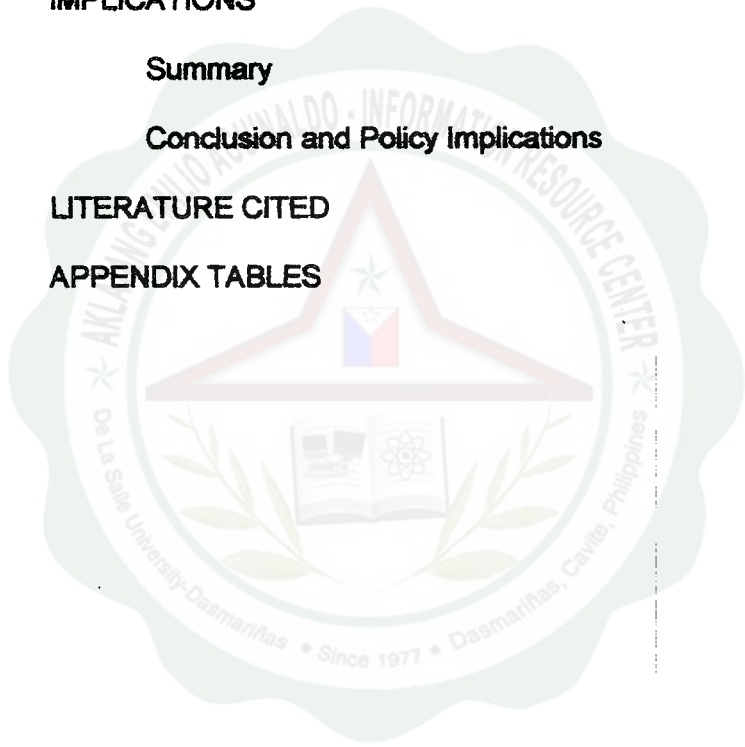 IMPLICATIONS
Summary
Conclusion and Policy Implications
LITERATURE CITED
APPENDIX TABLES
AKLATANG EMILIO AGUINALDO - INFORMATION RESOURCE CENTER
De La Salle University-Dasmariñas • Since 1977 • Dasmariñas, Cavite, Philippines